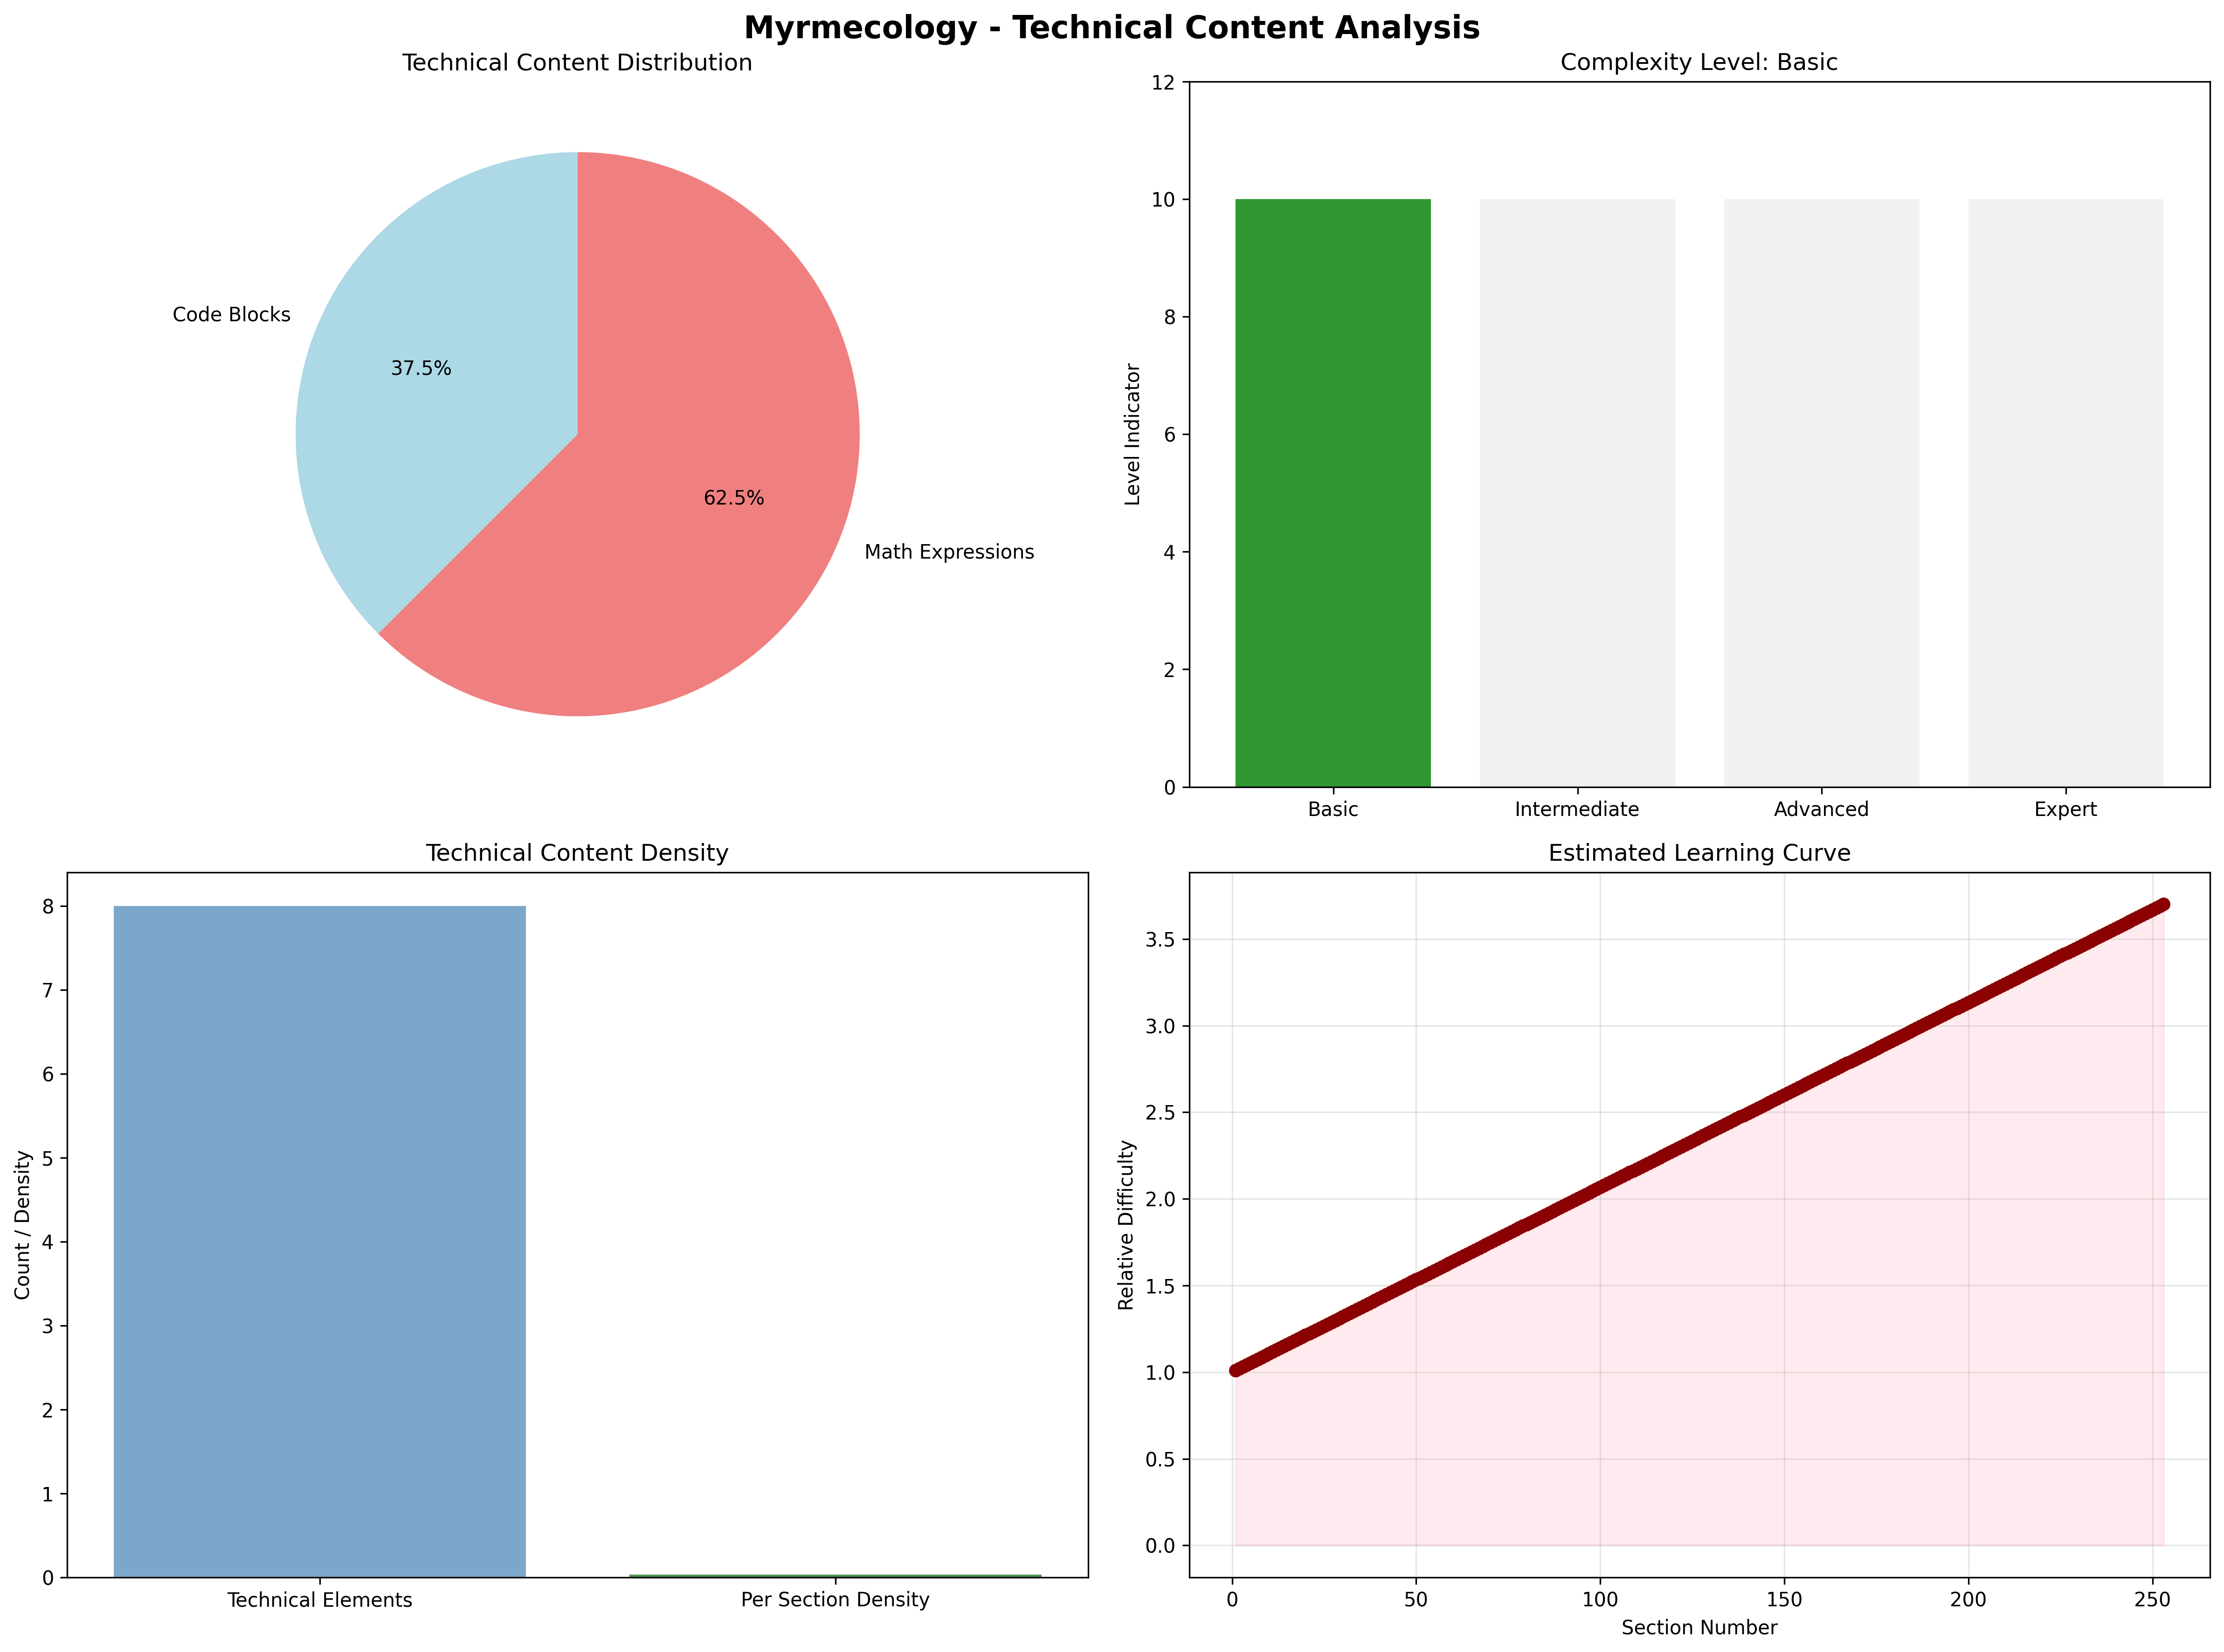 Myrmecology - Technical Content Analysis
Technical Content Distribution
Code Blocks
37.5%
62.5%
Math Expressions
Complexity Level: Basic
12
10
8
6
4
2
0
Level Indicator
Basic Intermediate Advanced Expert
Technical Content Density
8
7
6
5
4
3
2
1
0
Count / Density
Technical Elements Per Section Density
Estimated Learning Curve
3.5
3.0
2.5
2.0
1.5
1.0
0.5
0.0
Relative Difficulty
0 50 100 150 200 250
Section Number